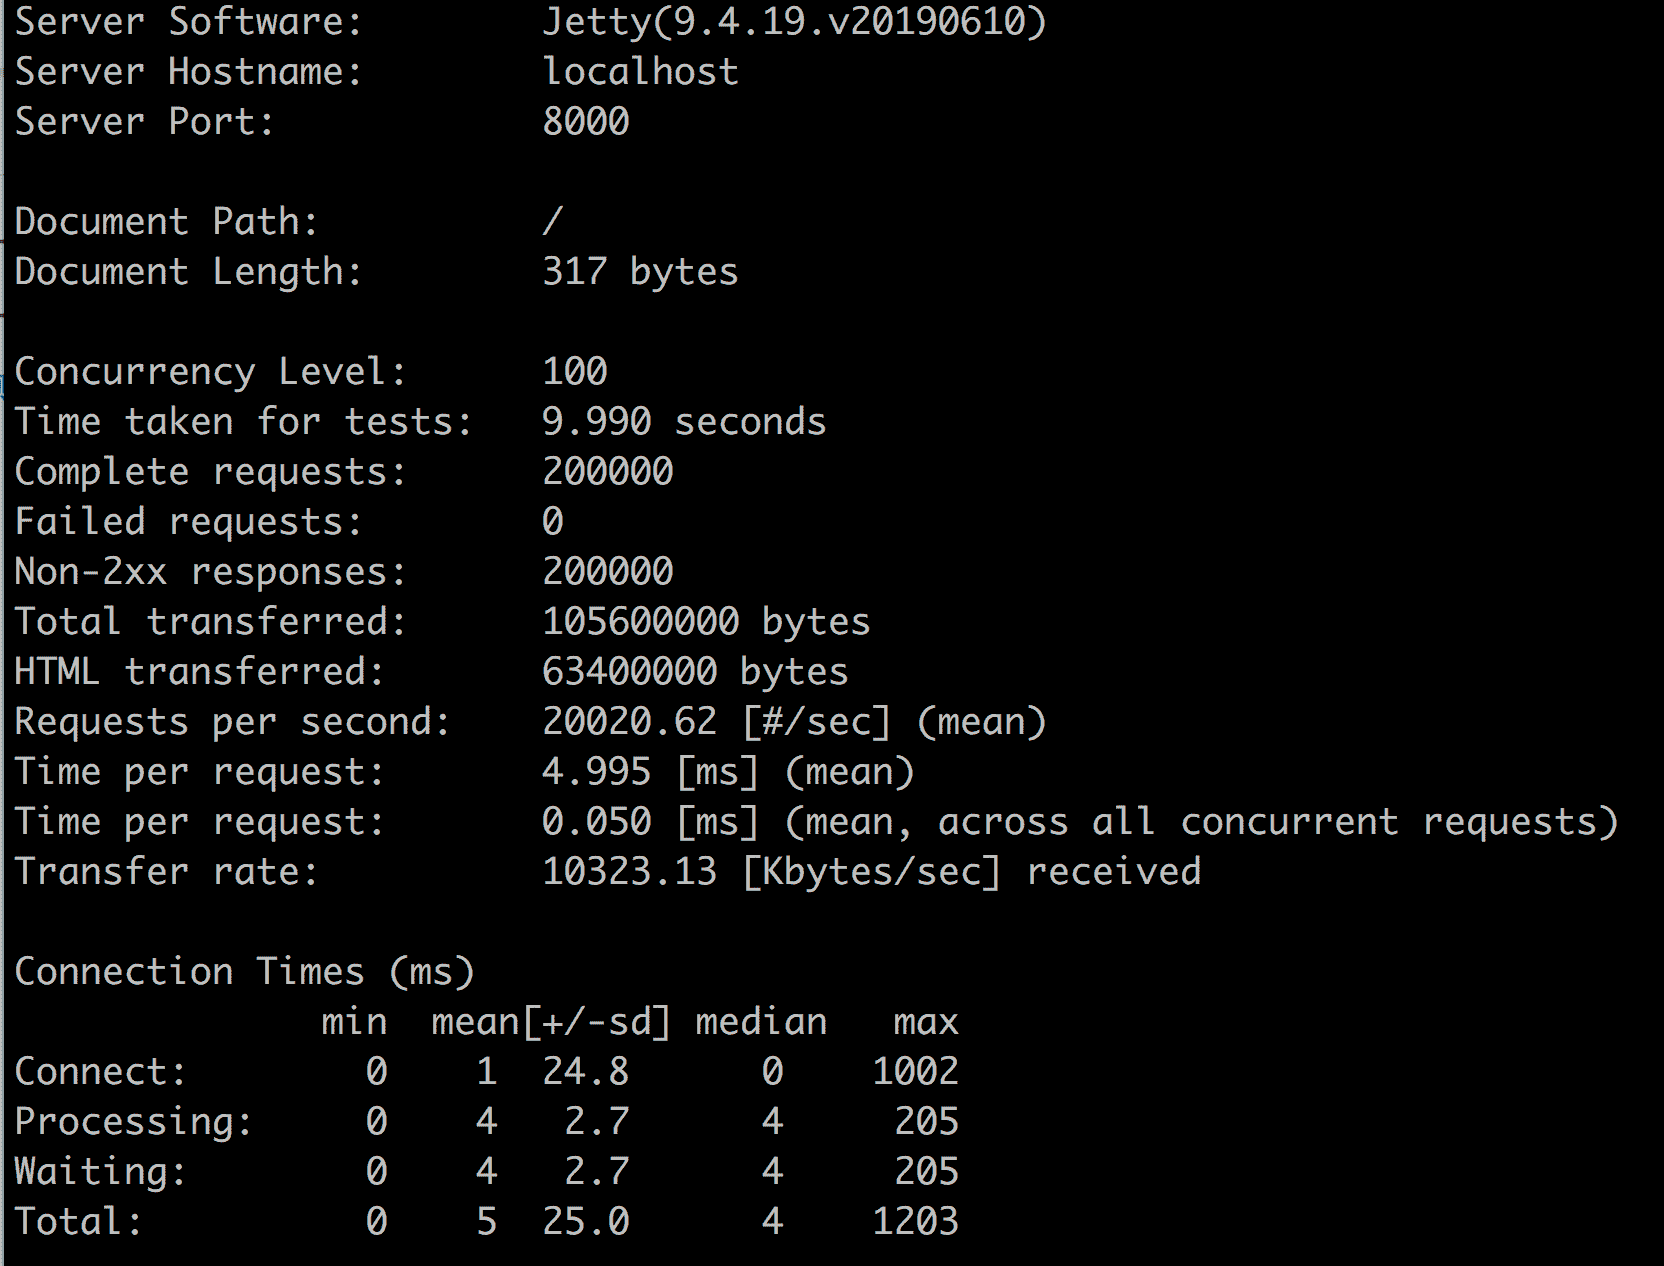 Server Software:        Jetty(9.4.19.v20190610)
Server Hostname:        localhost
Server Port:            8000

Document Path:          /
Document Length:        317 bytes

Concurrency Level:      100
Time taken for tests:   9.990 seconds
Complete requests:      200000
Failed requests:        0
Non-2xx responses:      200000
Total transferred:      105600000 bytes
HTML transferred:       63400000 bytes
Requests per second:    20020.62 [#/sec] (mean)
Time per request:       4.995 [ms] (mean)
Time per request:       0.050 [ms] (mean, across all concurrent requests)
Transfer rate:          10323.13 [Kbytes/sec] received

Connection Times (ms)
              min  mean[+/-sd] median   max
Connect:        0    1  24.8      0    1002
Processing:     0    4   2.7      4     205
Waiting:        0    4   2.7      4     205
Total:          0    5  25.0      4    1203